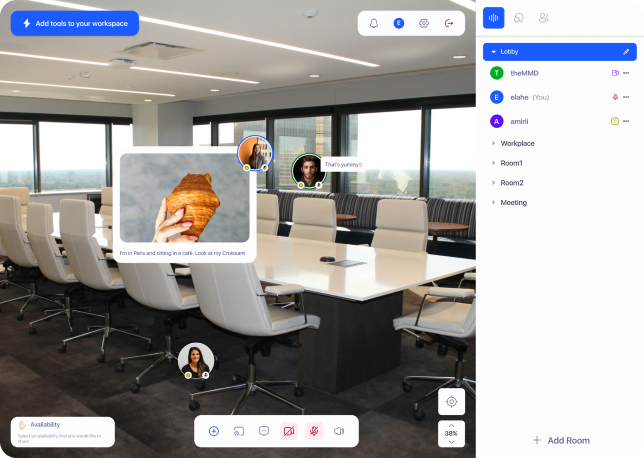 Add tools to your workspace
E
Lobby
T theMMD
E elahe (You)
A amirli
Workplace
Room1
Room2
Meeting
That's yummy:)
I'm in Paris and sitting in a café. Look at my Croissant
Availability
Select an availability that you would like to
share
38%
Add Room